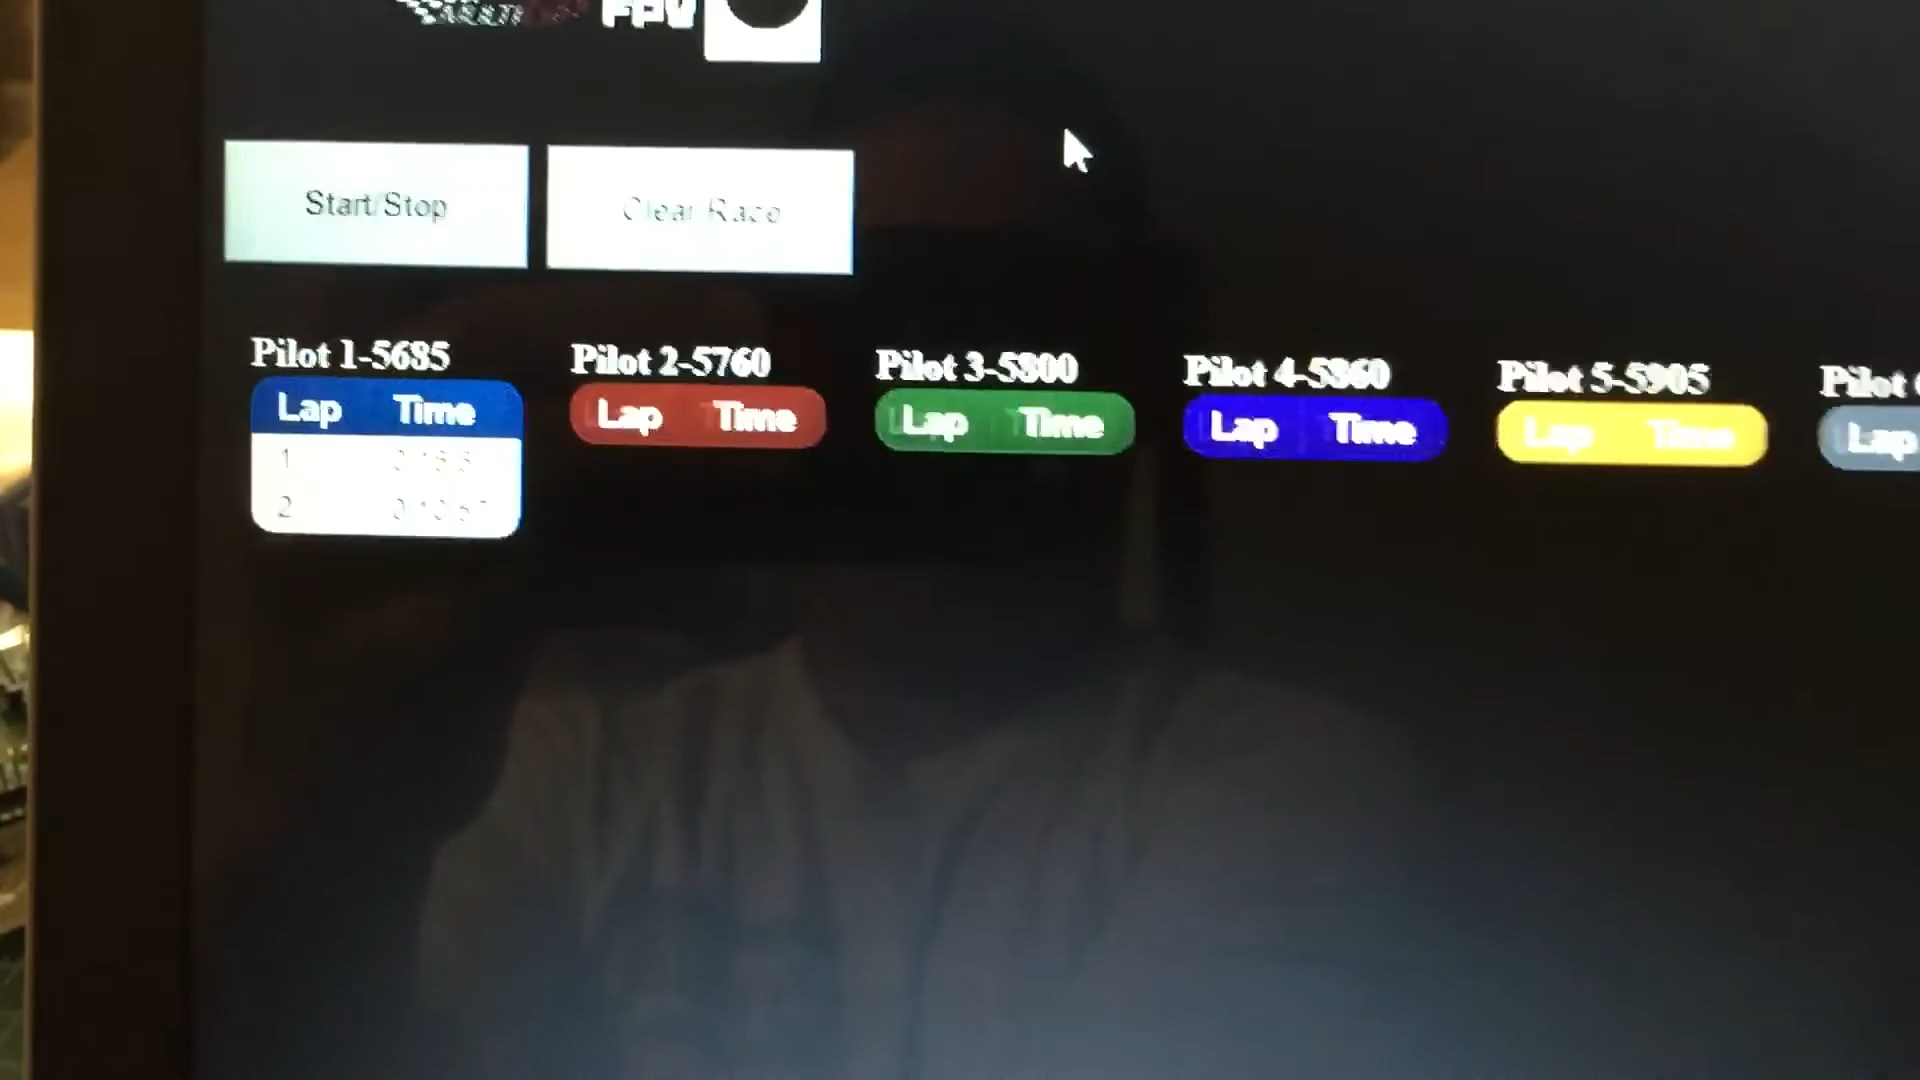 FPV
Start/Stop
Clear Race
Pilot 1-5685
Pilot 2-5760
Pilot 3-5800
Pilot 4-5860
Pilot 5-5905
Pilot
Lap Time
Lap Time
Lap Time
Lap Time
Lap Time
Lap
1
2